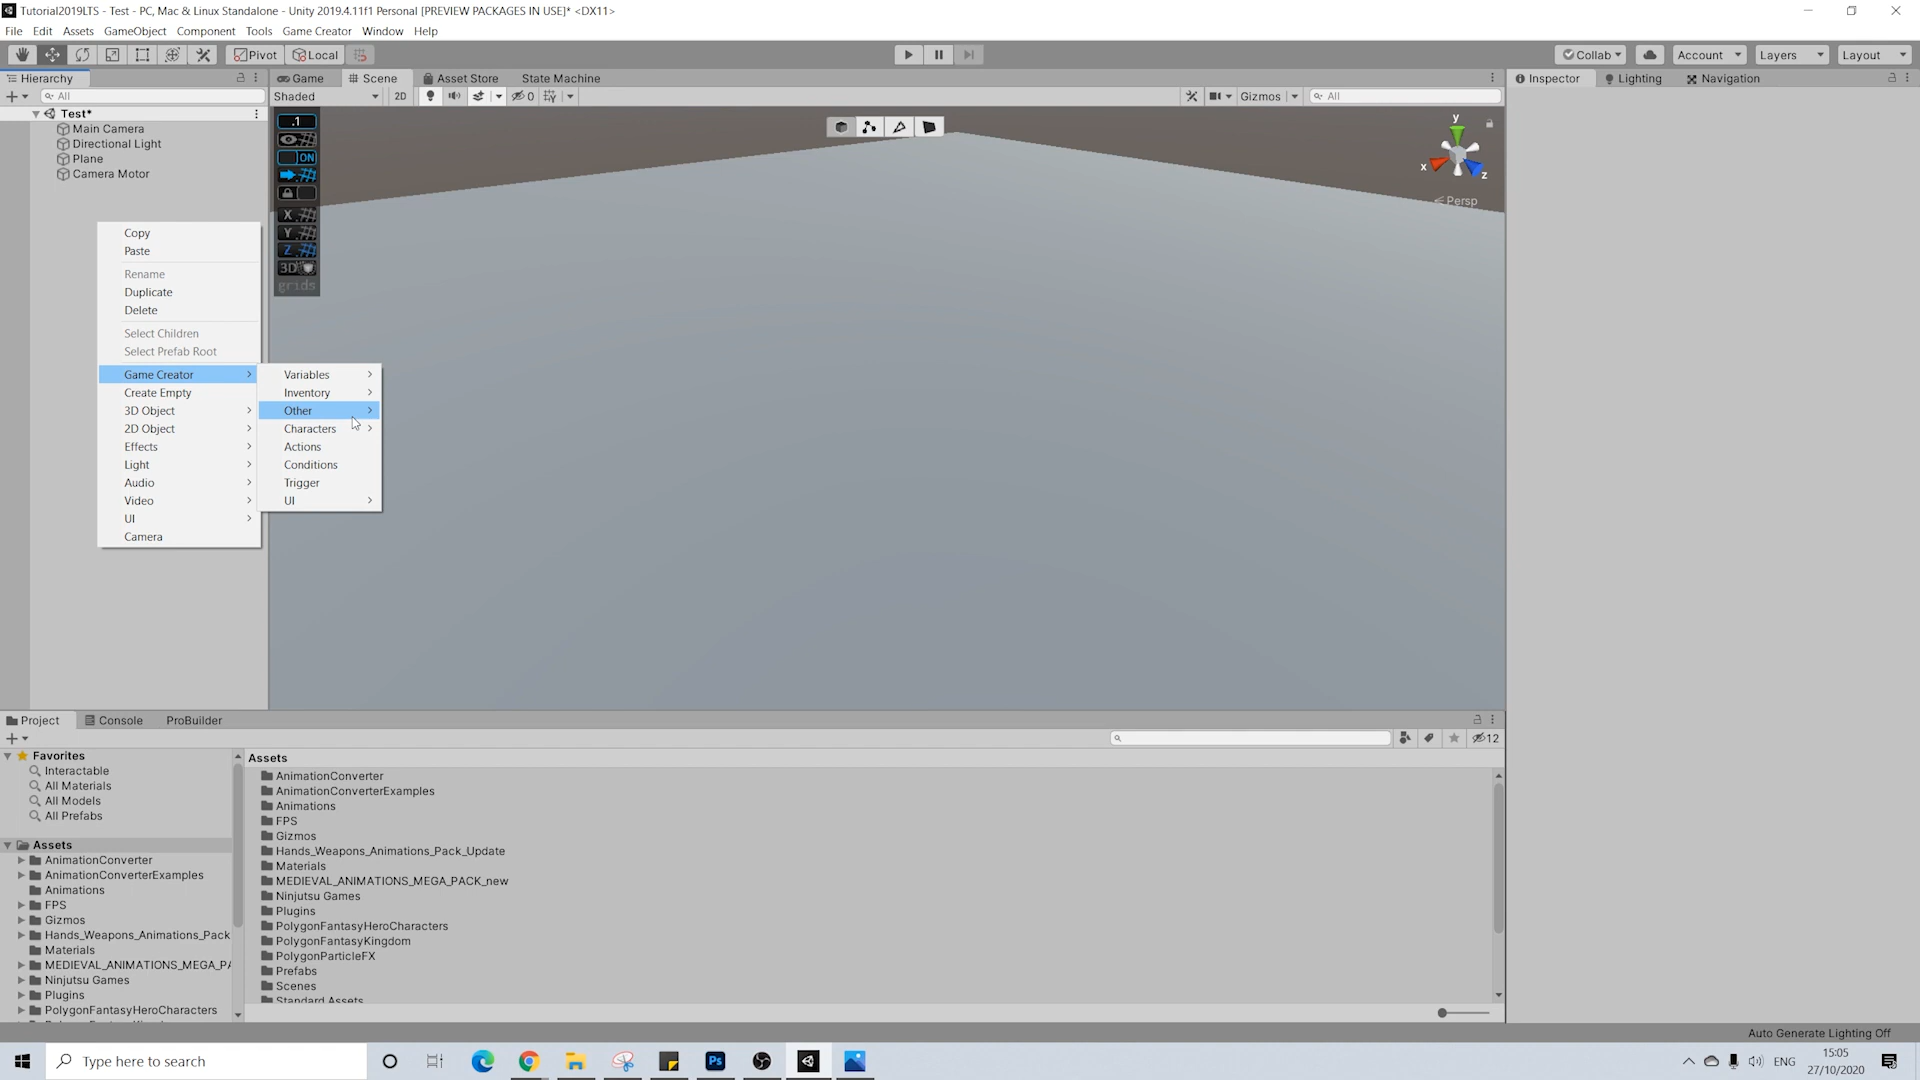 Tutorial2019LTS - Test - PC, Mac & Linux Standalone - Unity 2019.4.11f1 Personal [PREVIEW PACKAGES IN USE]* <DX11>
File Edit Assets GameObject Component Tools Game Creator Window Help
Pivot Local Collab Account Layers Layout
Hierarchy Game Scene Asset Store State Machine Inspector Lighting Navigation
All Shaded 2D 0 Gizmos All
Test*
Main Camera
Directional Light
Plane
Camera Motor
.1
ON
X
Y
Z
3D
grids
y
x
z
Persp
Copy
Paste
Rename
Duplicate
Delete
Select Children
Select Prefab Root
Game Creator
Create Empty
3D Object
2D Object
Effects
Light
Audio
Video
UI
Camera
Variables
Inventory
Other
Characters
Actions
Conditions
Trigger
UI
Project Console ProBuilder
12
Favorites
Interactable
All Materials
All Models
All Prefabs
Assets
AnimationConverter
AnimationConverterExamples
Animations
FPS
Gizmos
Hands_Weapons_Animations_Pack
Materials
MEDIEVAL_ANIMATIONS_MEGA_PA
Ninjutsu Games
Plugins
PolygonFantasyHeroCharacters
Assets
AnimationConverter
AnimationConverterExamples
Animations
FPS
Gizmos
Hands_Weapons_Animations_Pack_Update
Materials
MEDIEVAL_ANIMATIONS_MEGA_PACK_new
Ninjutsu Games
Plugins
PolygonFantasyHeroCharacters
PolygonFantasyKingdom
PolygonParticleFX
Prefabs
Scenes
Standard Assets
Auto Generate Lighting Off
Type here to search
Ps
ENG
15:05
27/10/2020